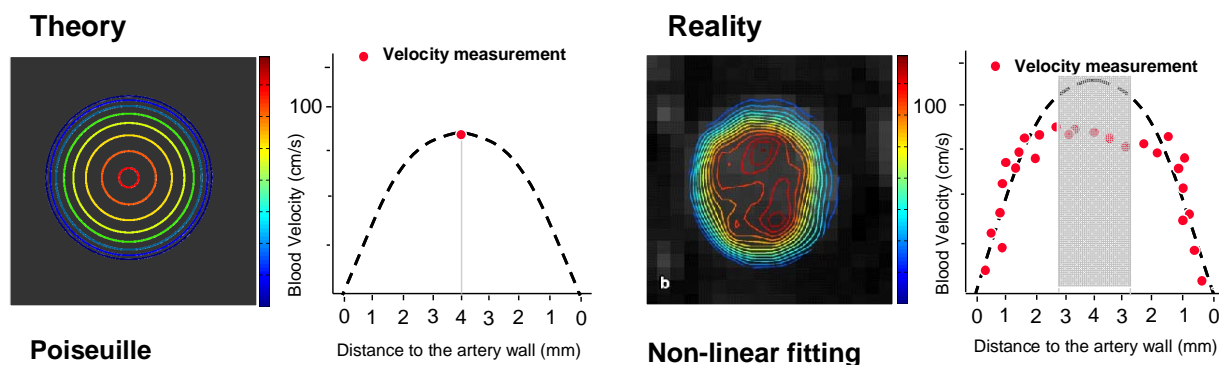 Theory
Velocity measurement
100
Blood Velocity (cm/s)
0 1 2 3 4 3 2 1 0
Distance to the artery wall (mm)
Poiseuille
Reality
b
Velocity measurement
100
Blood Velocity (cm/s)
0 1 2 3 4 3 2 1 0
Distance to the artery wall (mm)
Non-linear fitting